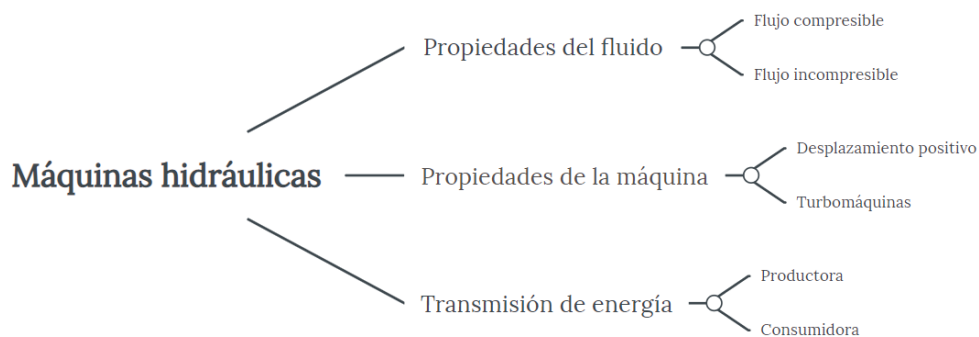 Máquinas hidráulicas
Propiedades del fluido
Flujo compresible
Flujo incompresible
Propiedades de la máquina
Desplazamiento positivo
Turbomáquinas
Transmisión de energía
Productora
Consumidora